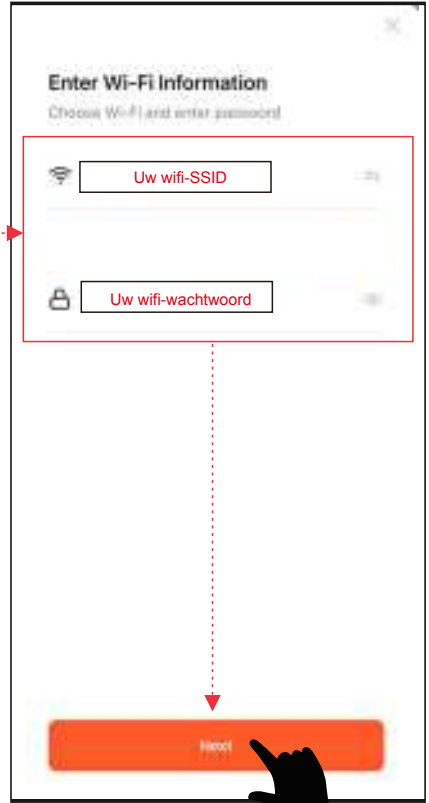 Enter Wi-Fi Information
Choose Wi-Fi and enter password
Uw wifi-SSID
Uw wifi-wachtwoord
Next